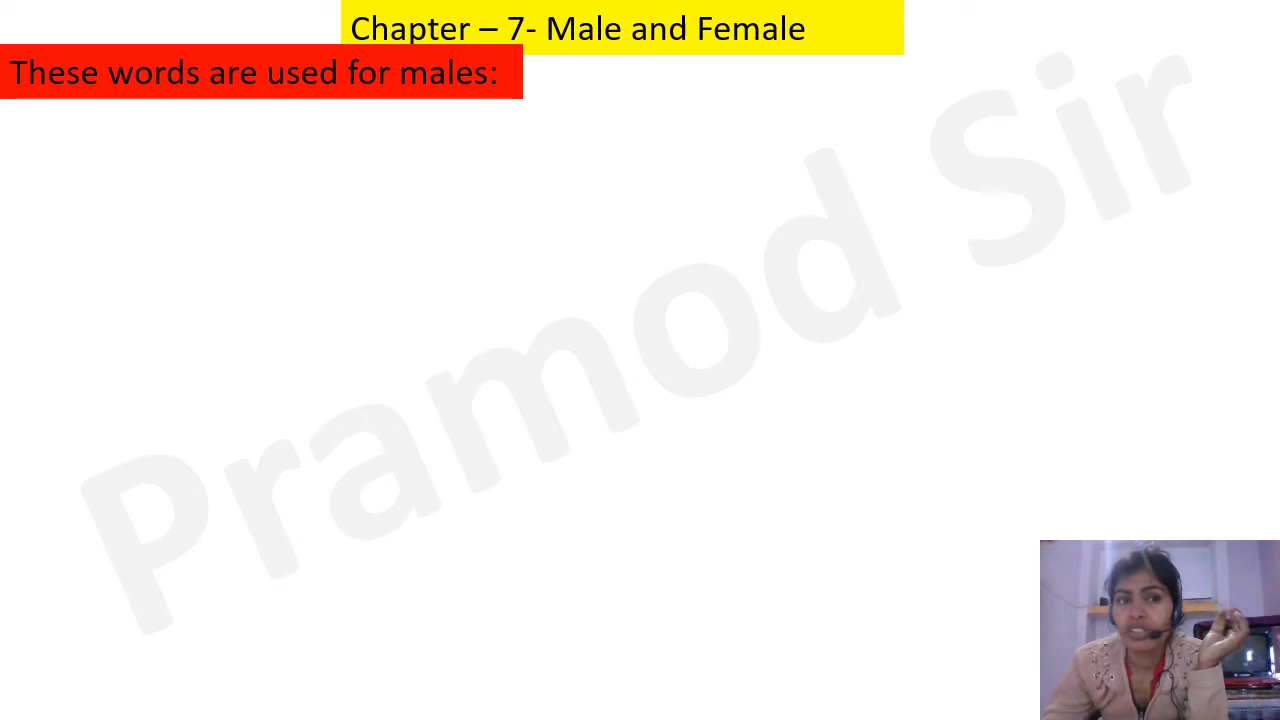 Chapter – 7- Male and Female
These words are used for males:
Pramod Sir